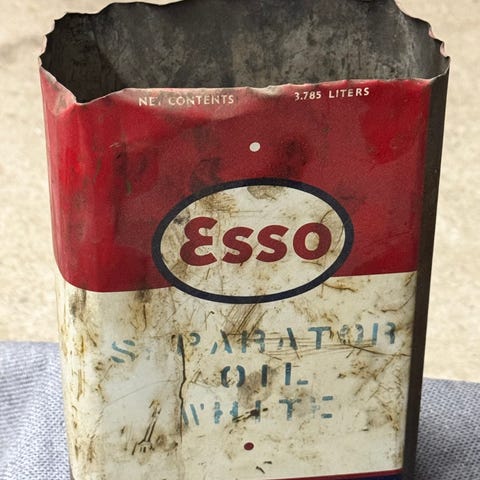 NET CONTENTS 3.785 LITERS
Esso
SEPARATOR
OIL
WHITE